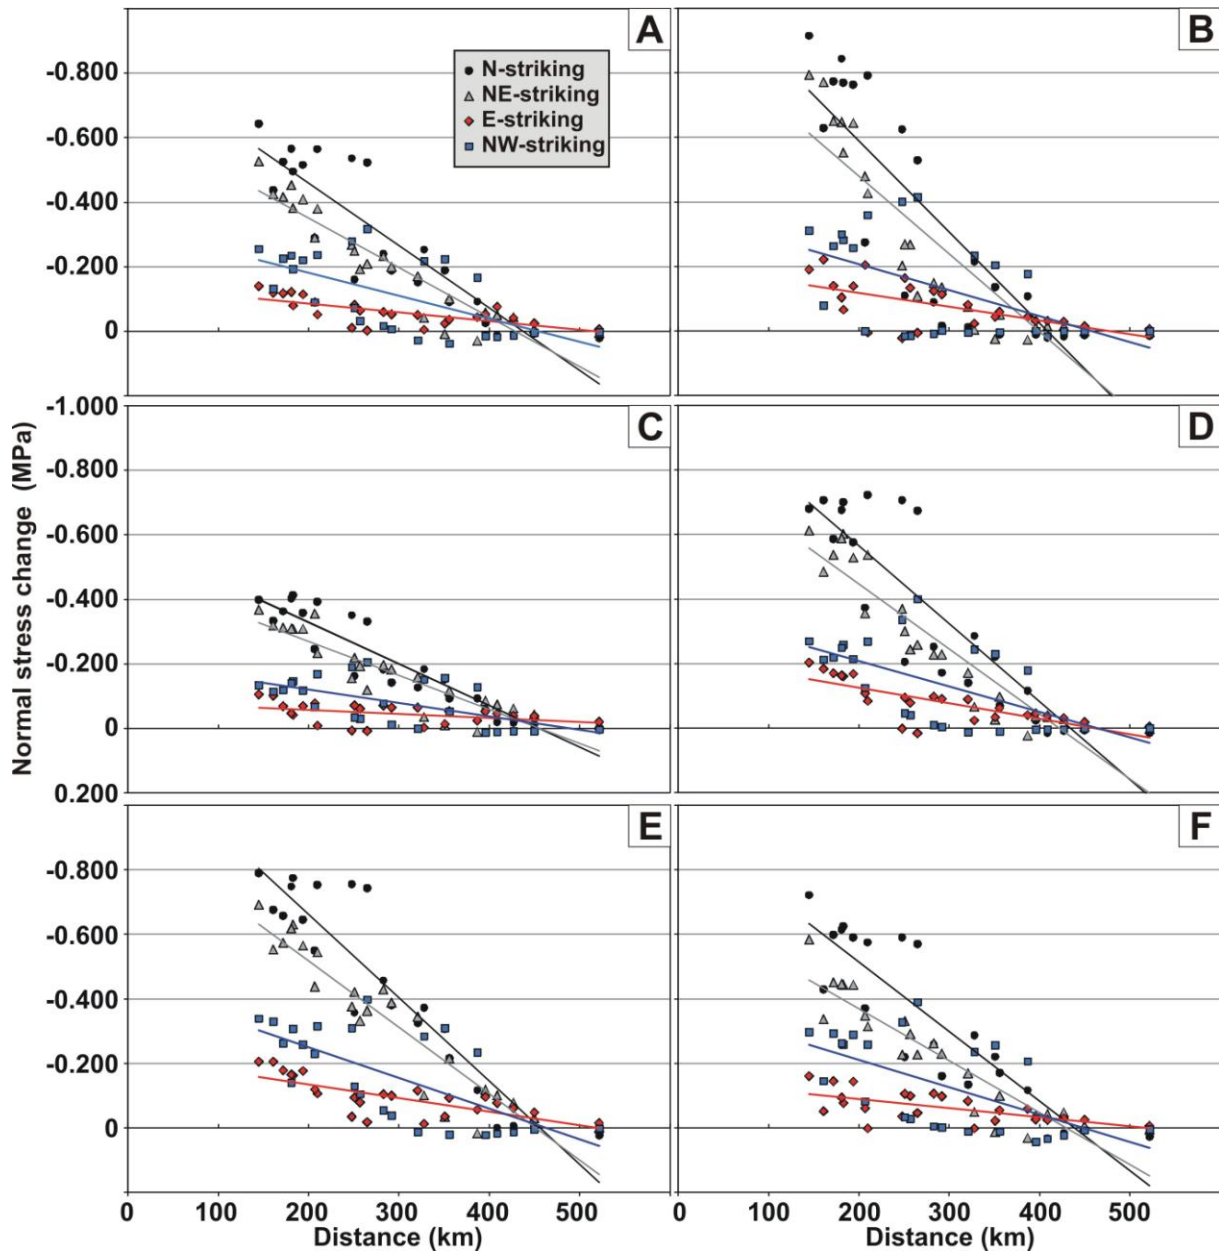 A
B
-0.800
-0.600
-0.400
-0.200
0
N-striking
NE-striking
E-striking
NW-striking
-1.000
C
D
-0.800
-0.600
-0.400
-0.200
0
0.200
Normal stress change (MPa)
E
F
-0.800
-0.600
-0.400
-0.200
0
0 100 200 300 400 500 0 100 200 300 400 500 600
Distance (km) Distance (km)